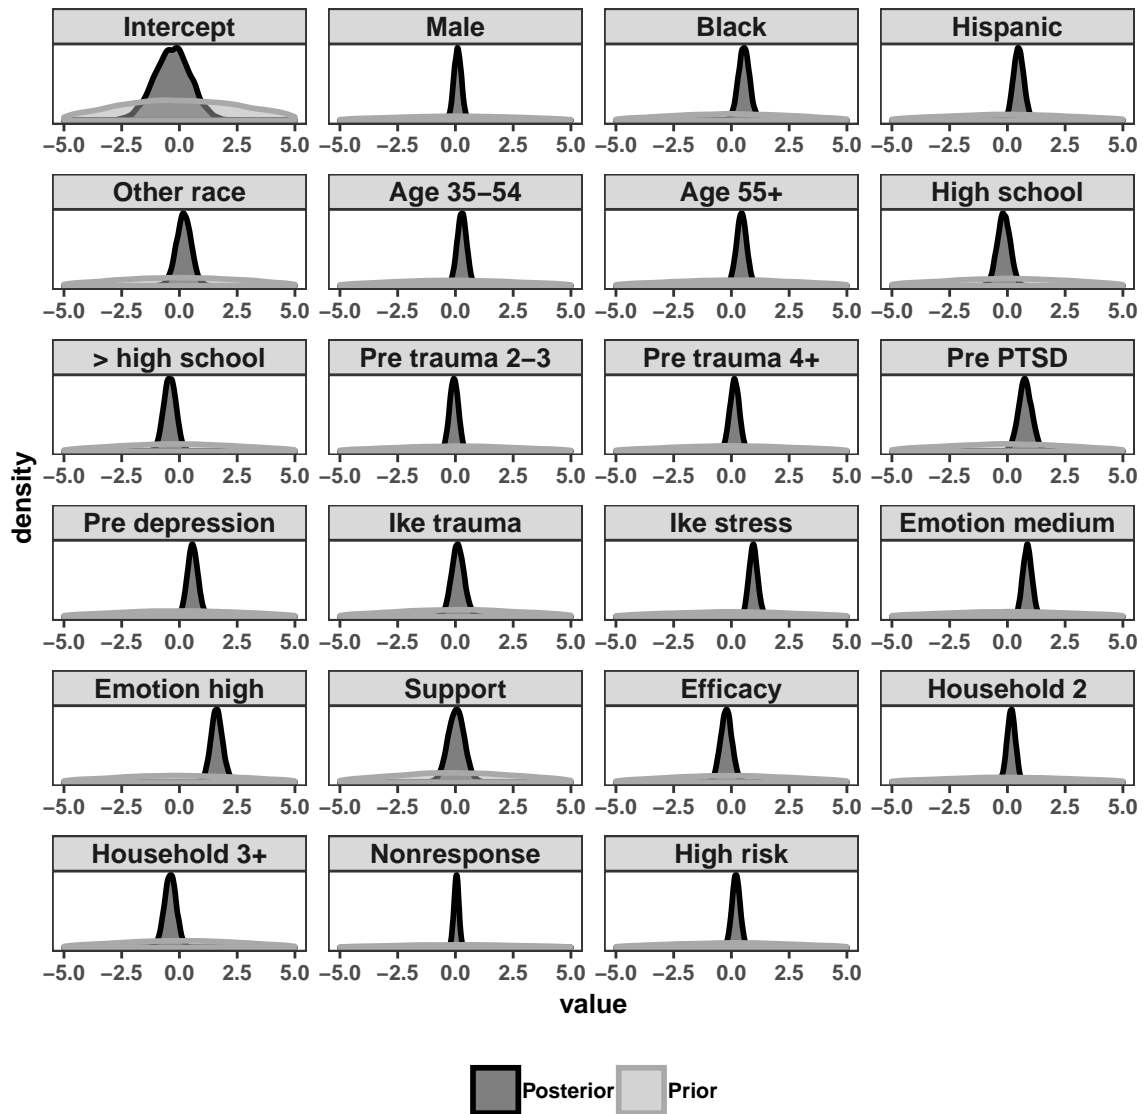 Intercept Male Black Hispanic
−5.0 −2.5 0.0 2.5 5.0 −5.0 −2.5 0.0 2.5 5.0 −5.0 −2.5 0.0 2.5 5.0 −5.0 −2.5 0.0 2.5 5.0
Other race Age 35−54 Age 55+ High school
−5.0 −2.5 0.0 2.5 5.0 −5.0 −2.5 0.0 2.5 5.0 −5.0 −2.5 0.0 2.5 5.0 −5.0 −2.5 0.0 2.5 5.0
> high school Pre trauma 2−3 Pre trauma 4+ Pre PTSD
−5.0 −2.5 0.0 2.5 5.0 −5.0 −2.5 0.0 2.5 5.0 −5.0 −2.5 0.0 2.5 5.0 −5.0 −2.5 0.0 2.5 5.0
density
Pre depression Ike trauma Ike stress Emotion medium
−5.0 −2.5 0.0 2.5 5.0 −5.0 −2.5 0.0 2.5 5.0 −5.0 −2.5 0.0 2.5 5.0 −5.0 −2.5 0.0 2.5 5.0
Emotion high Support Efficacy Household 2
−5.0 −2.5 0.0 2.5 5.0 −5.0 −2.5 0.0 2.5 5.0 −5.0 −2.5 0.0 2.5 5.0 −5.0 −2.5 0.0 2.5 5.0
Household 3+ Nonresponse High risk
−5.0 −2.5 0.0 2.5 5.0 −5.0 −2.5 0.0 2.5 5.0 −5.0 −2.5 0.0 2.5 5.0
value
Posterior Prior